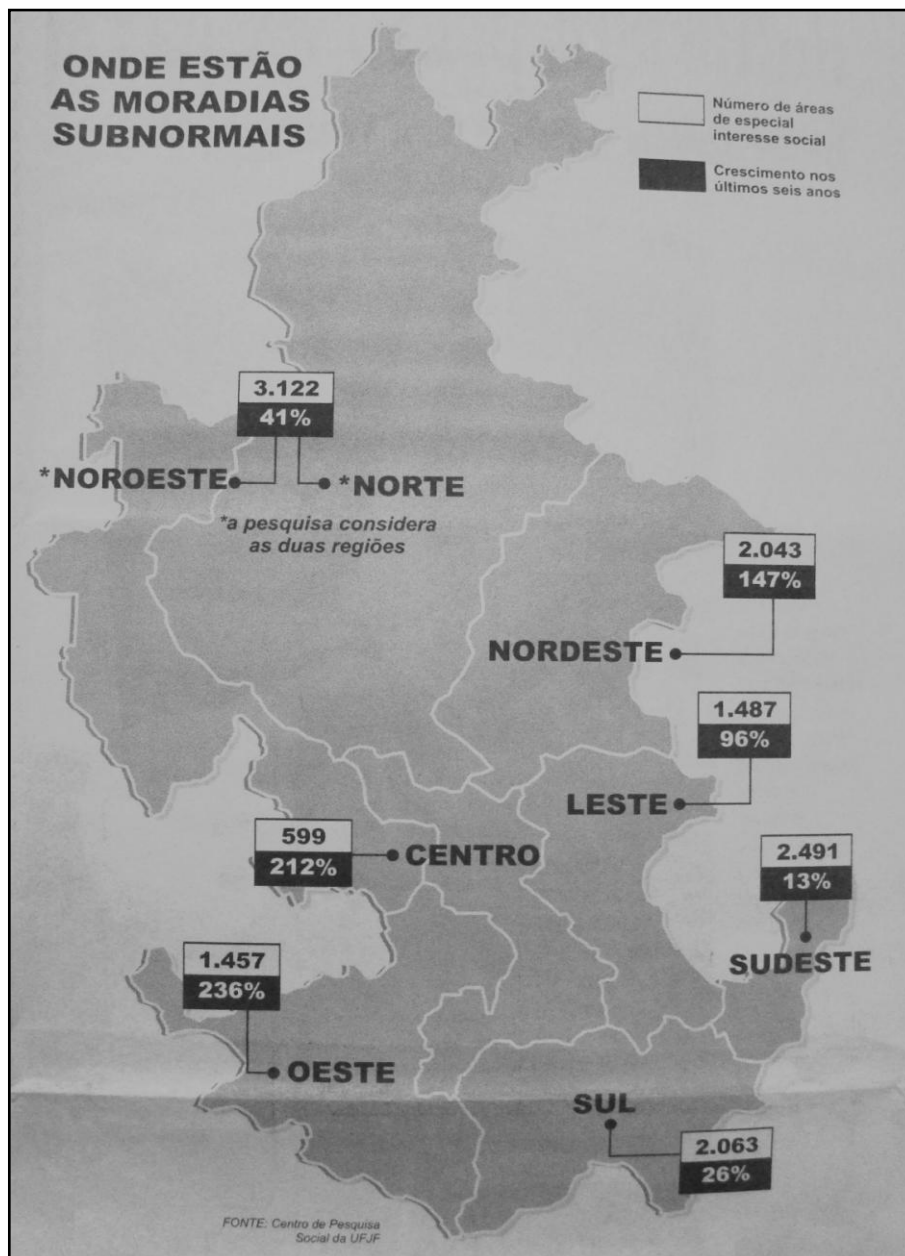 ONDE ESTÃO
AS MORADIAS
SUBNORMAIS
Número de áreas
de especial
interesse social
Crescimento nos
últimos seis anos
3.122
41%
*NOROESTE
*NORTE
*a pesquisa considera
as duas regiões
2.043
147%
NORDESTE
1.487
96%
LESTE
599
212%
CENTRO
2.491
13%
SUDESTE
1.457
236%
OESTE
SUL
2.063
26%
FONTE: Centro de Pesquisa
Social da UFJF